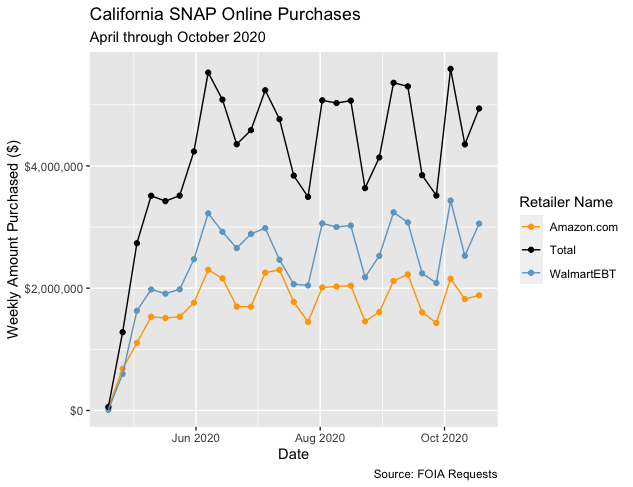 California SNAP Online Purchases
April through October 2020
Weekly Amount Purchased ($)
$4,000,000
$2,000,000
$0
Jun 2020
Aug 2020
Oct 2020
Date
Retailer Name
Amazon.com
Total
WalmartEBT
Source: FOIA Requests